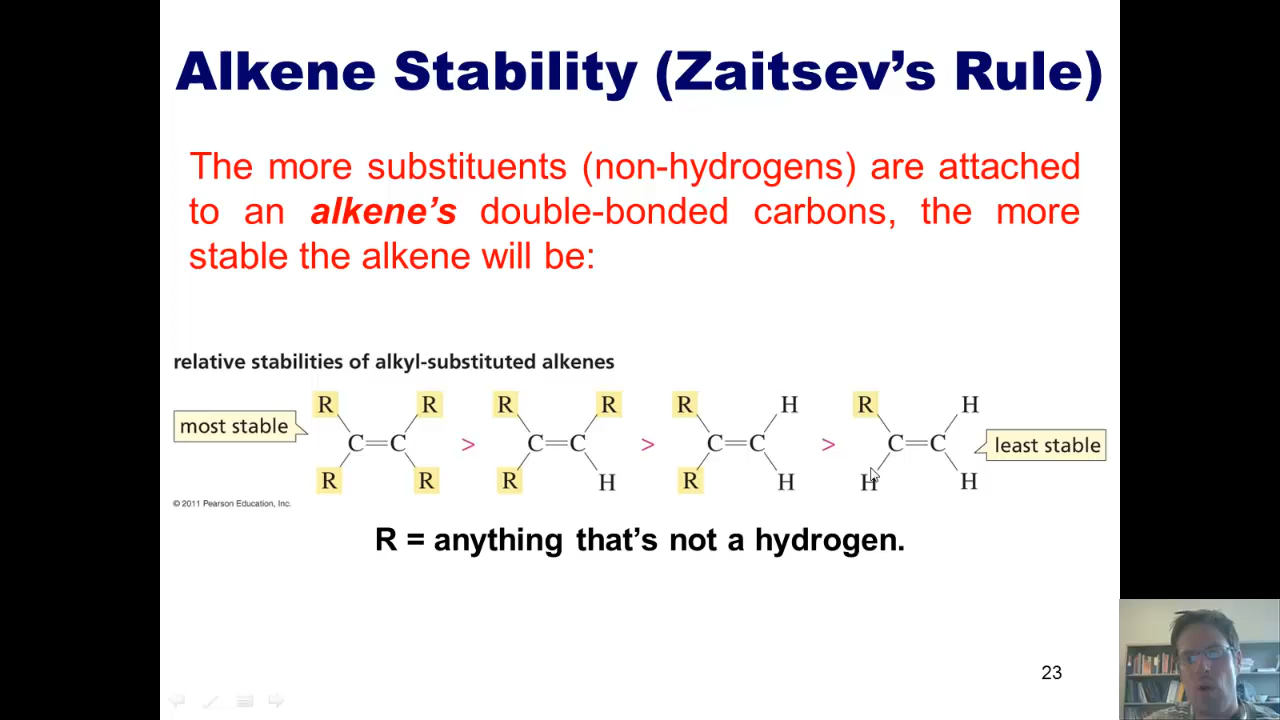 Alkene Stability (Zaitsev's Rule)
The more substituents (non-hydrogens) are attached
to an alkene's double-bonded carbons, the more
stable the alkene will be:
relative stabilities of alkyl-substituted alkenes
R R R R R H R H
most stable C=C > C=C > C=C > C=C least stable
R R R H R H H H
© 2011 Pearson Education, Inc.
R = anything that's not a hydrogen.
23